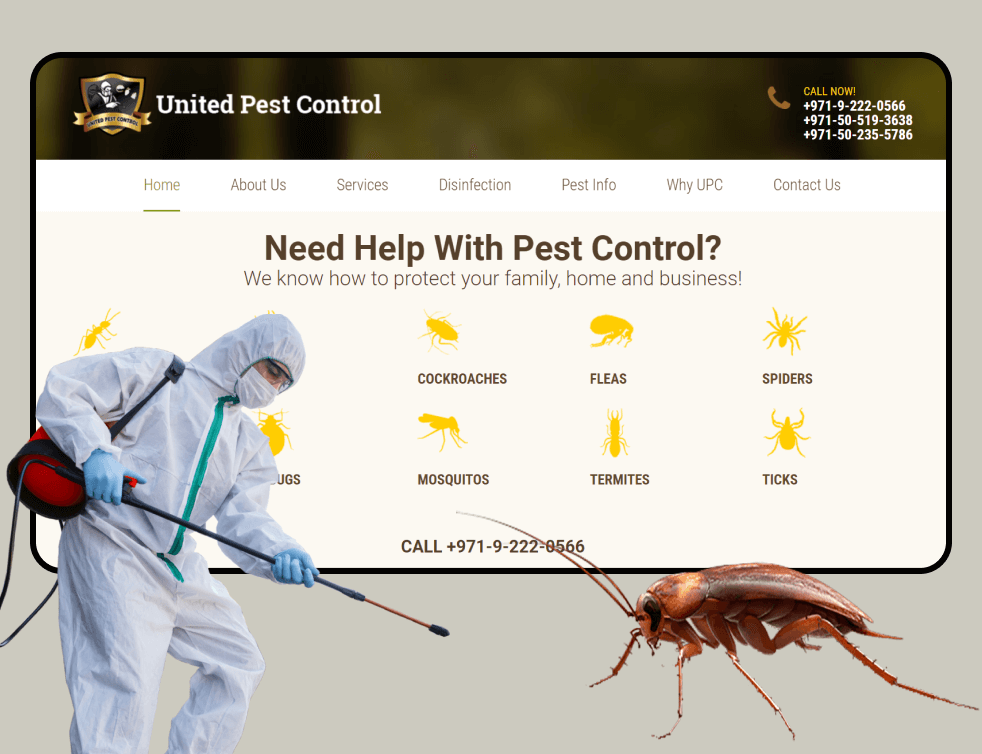 UNITED PEST CONTROL
United Pest Control
CALL NOW!
+971-9-222-0566
+971-50-519-3638
+971-50-235-5786
Home
About Us
Services
Disinfection
Pest Info
Why UPC
Contact Us
Need Help With Pest Control?
We know how to protect your family, home and business!
COCKROACHES
FLEAS
SPIDERS
UGS
MOSQUITOS
TERMITES
TICKS
CALL +971-9-222-0566